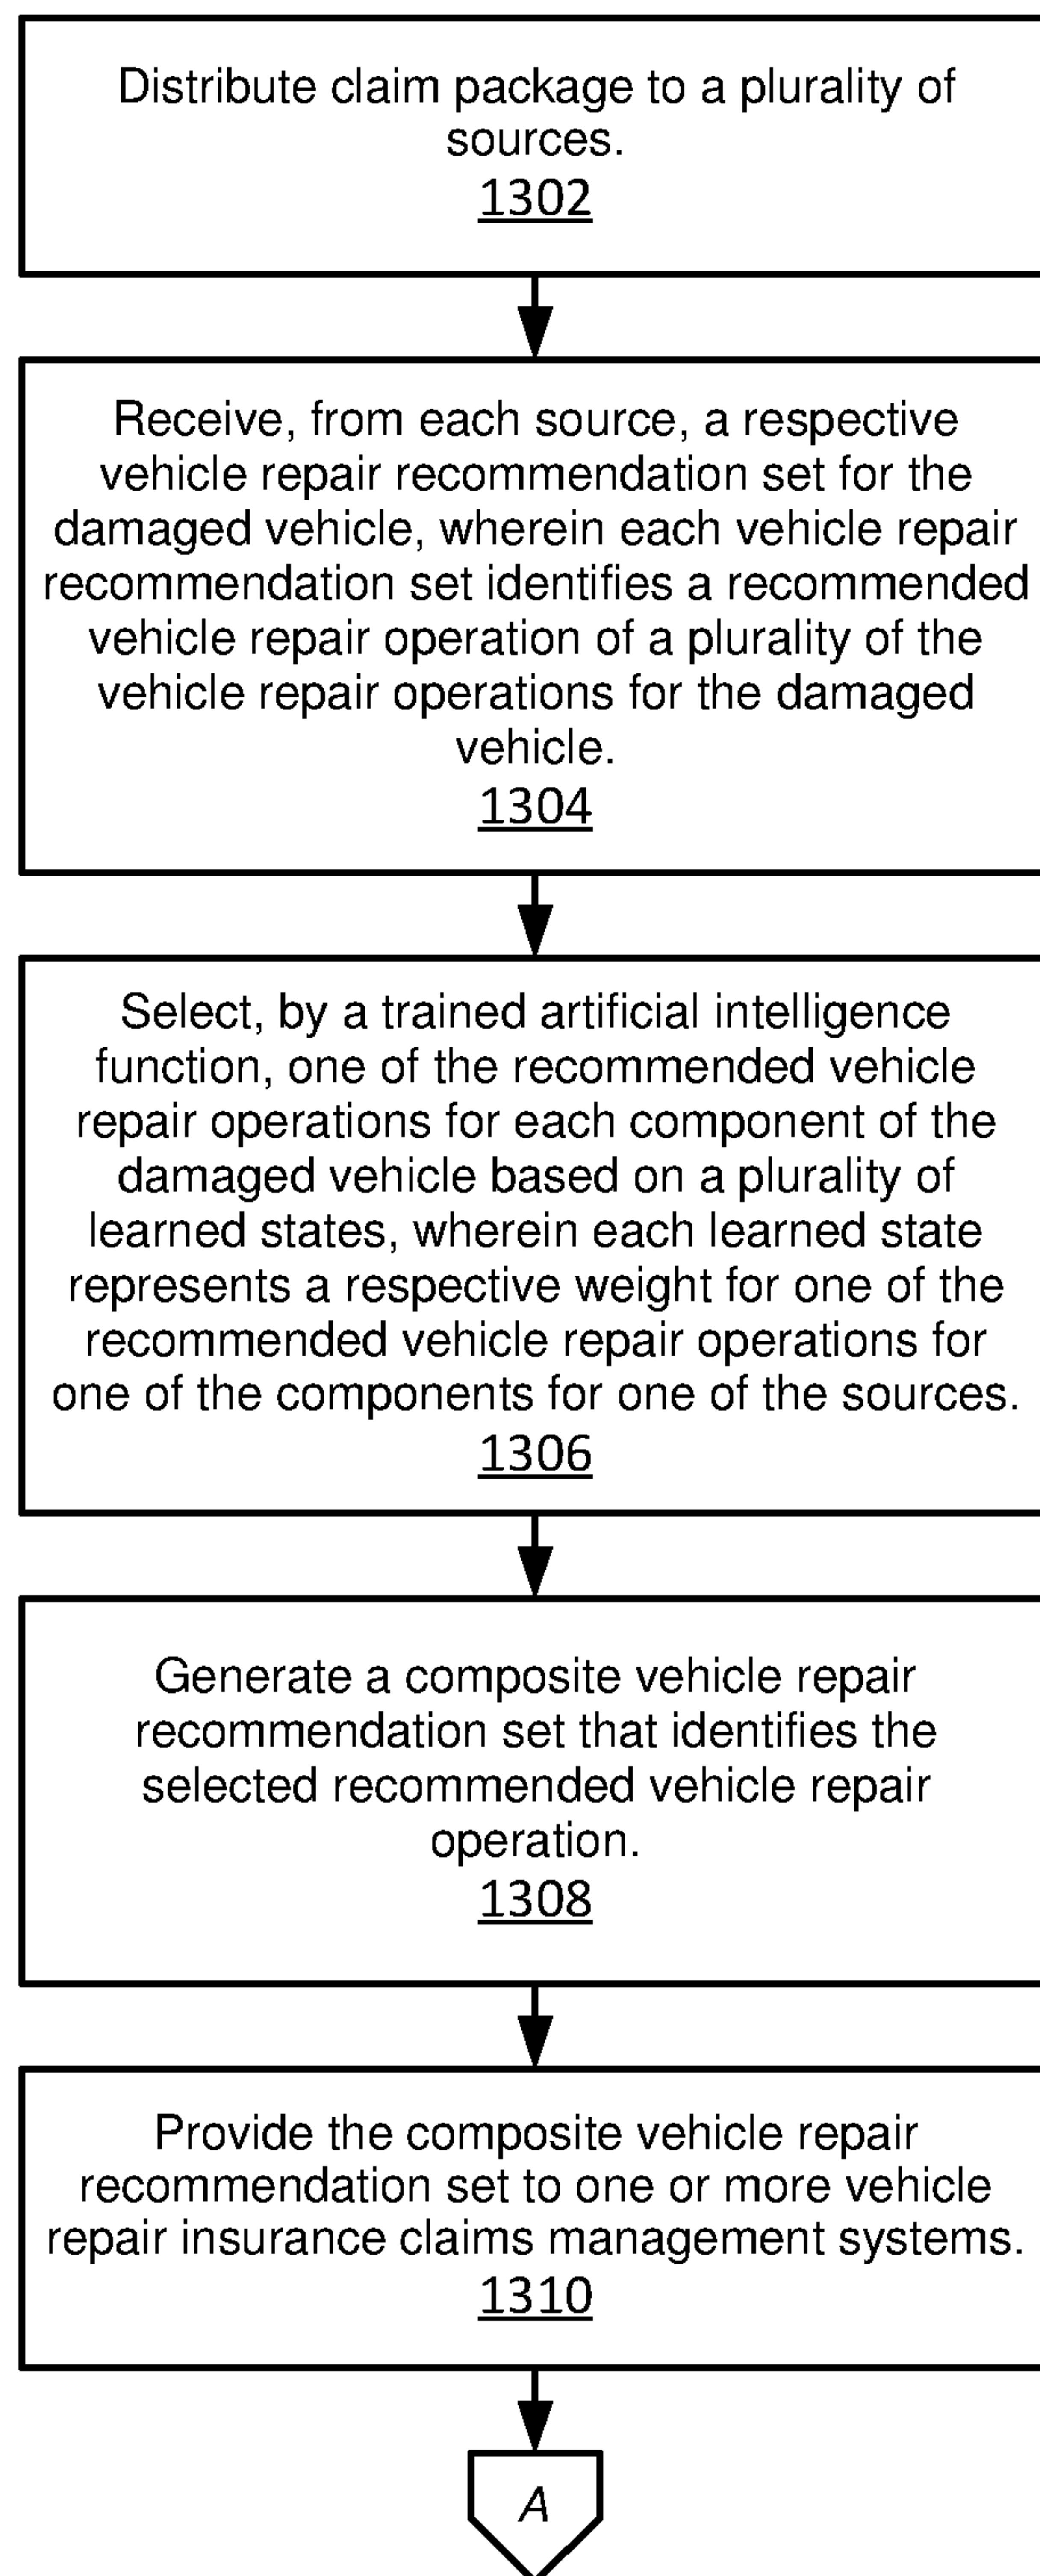 Distribute claim package to a plurality of
sources.
1302
Receive, from each source, a respective
vehicle repair recommendation set for the
damaged vehicle, wherein each vehicle repair
recommendation set identifies a recommended
vehicle repair operation of a plurality of the
vehicle repair operations for the damaged
vehicle.
1304
Select, by a trained artificial intelligence
function, one of the recommended vehicle
repair operations for each component of the
damaged vehicle based on a plurality of
learned states, wherein each learned state
represents a respective weight for one of the
recommended vehicle repair operations for
one of the components for one of the sources.
1306
Generate a composite vehicle repair
recommendation set that identifies the
selected recommended vehicle repair
operation.
1308
Provide the composite vehicle repair
recommendation set to one or more vehicle
repair insurance claims management systems.
1310
A